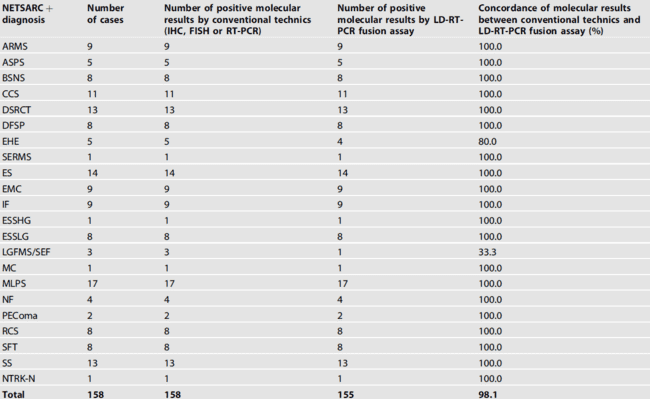 NETSARC + diagnosis | Number of cases | Number of positive molecular results by conventional technics (IHC, FISH or RT-PCR) | Number of positive molecular results by LD-RT-PCR fusion assay | Concordance of molecular results between conventional technics and LD-RT-PCR fusion assay (%)
ARMS 9 9 9 100.0
ASPS 5 5 5 100.0
BSNS 8 8 8 100.0
CCS 11 11 11 100.0
DSRCT 13 13 13 100.0
DFSP 8 8 8 100.0
EHE 5 5 4 80.0
SERMS 1 1 1 100.0
ES 14 14 14 100.0
EMC 9 9 9 100.0
IF 9 9 9 100.0
ESSHG 1 1 1 100.0
ESSLG 8 8 8 100.0
LGFMS/SEF 3 3 1 33.3
MC 1 1 1 100.0
MLPS 17 17 17 100.0
NF 4 4 4 100.0
PEComa 2 2 2 100.0
RCS 8 8 8 100.0
SFT 8 8 8 100.0
SS 13 13 13 100.0
NTRK-N 1 1 1 100.0
Total 158 158 155 98.1